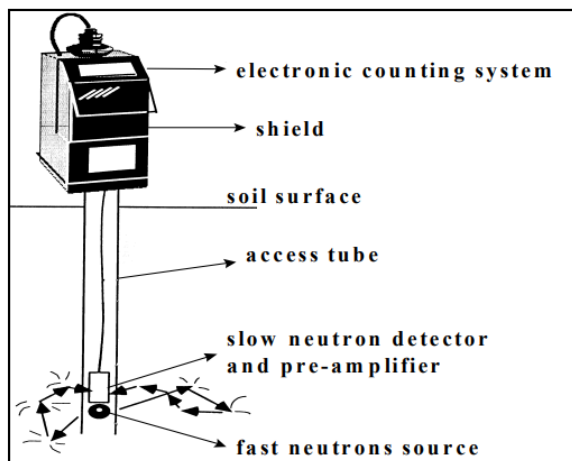 electronic counting system
shield
soil surface
access tube
slow neutron detector
and pre-amplifier
fast neutrons source